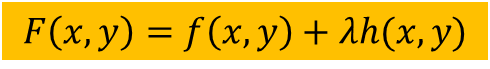 F(x, y) = f(x, y) + λh(x, y)